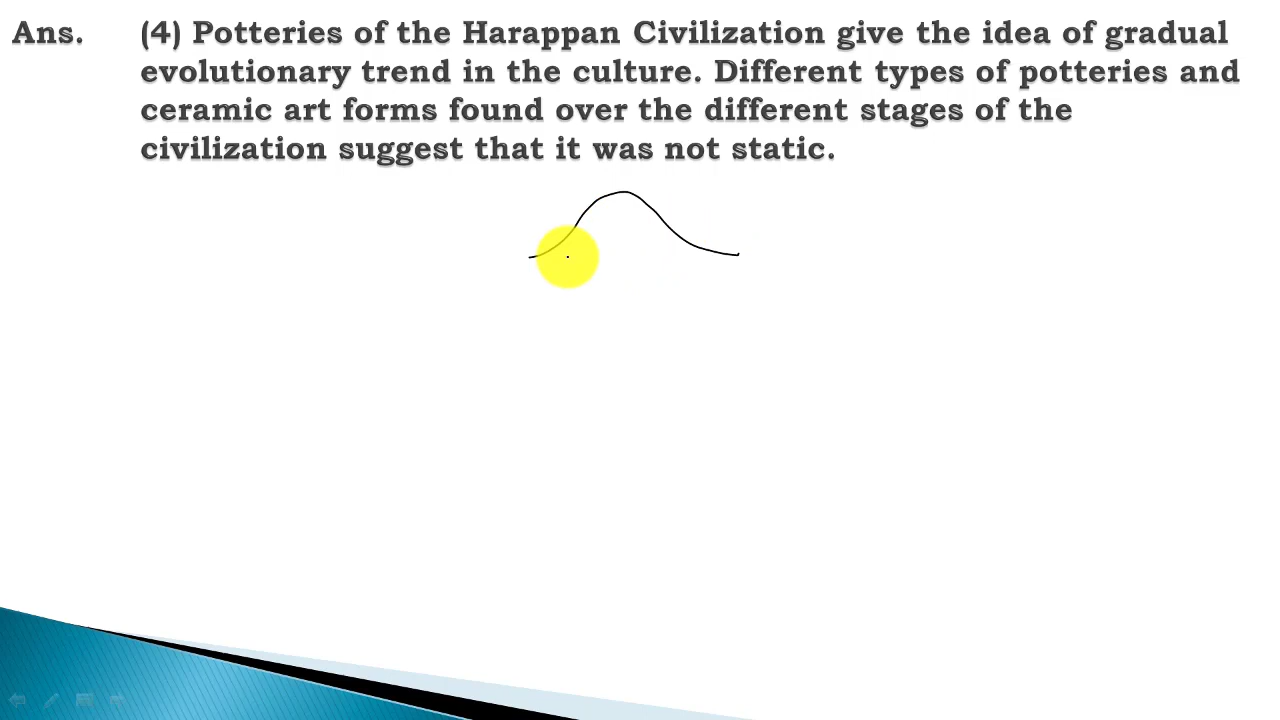 Ans. (4) Potteries of the Harappan Civilization give the idea of gradual
evolutionary trend in the culture. Different types of potteries and
ceramic art forms found over the different stages of the
civilization suggest that it was not static.